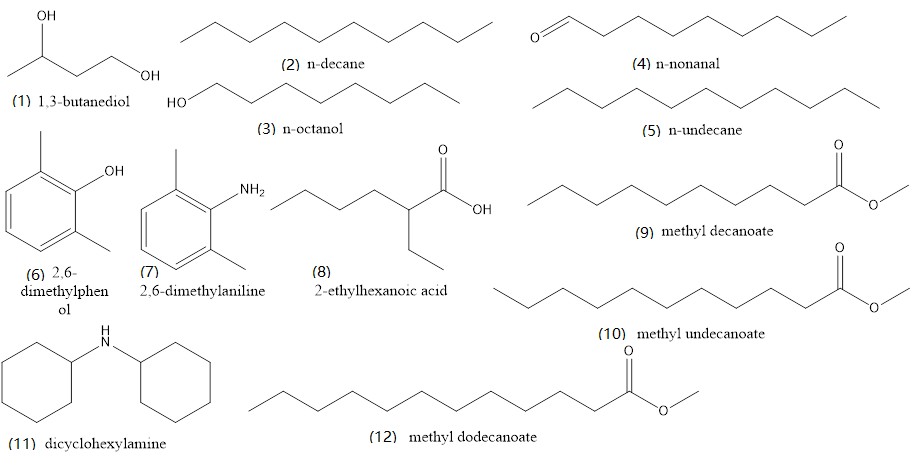 OH
OH
(1) 1,3-butanediol
(2) n-decane
O
(4) n-nonanal
HO
(3) n-octanol
(5) n-undecane
OH
(6) 2,6-
dimethylphen
ol
NH2
(7)
2,6-dimethylaniline
O
OH
(8)
2-ethylhexanoic acid
O
O
(9) methyl decanoate
O
O
(10) methyl undecanoate
H
N
(11) dicyclohexylamine
O
O
(12) methyl dodecanoate